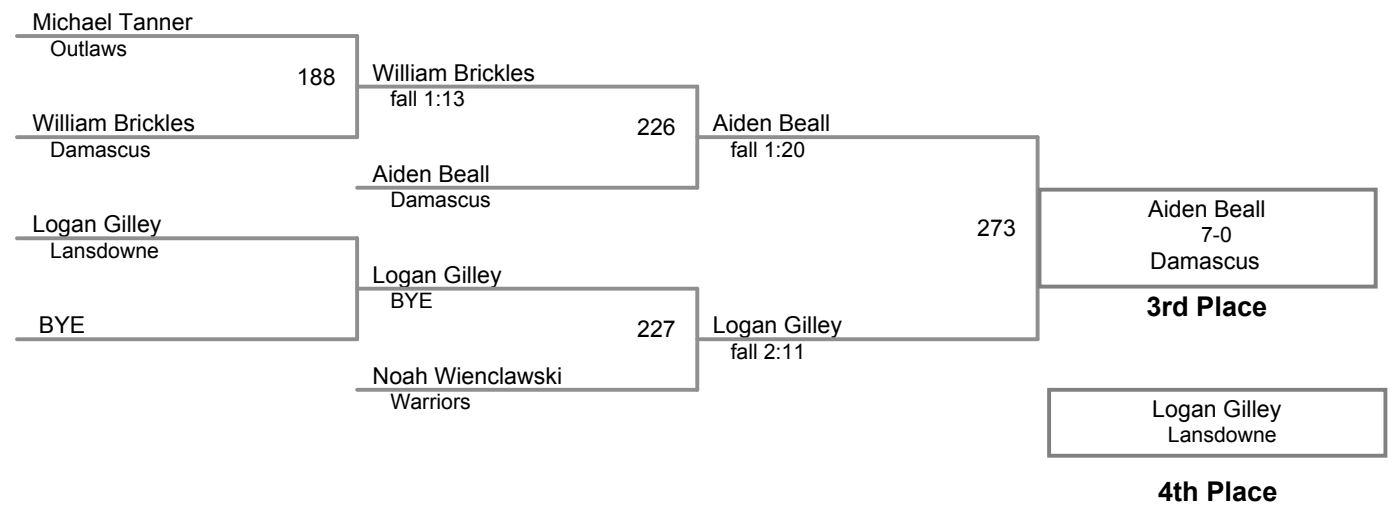 Michael Tanner
Outlaws
188
William Brickles
fall 1:13
William Brickles
Damascus
226
Aiden Beall
fall 1:20
Aiden Beall
Damascus
Logan Gilley
Lansdowne
273
Aiden Beall
7-0
Damascus
3rd Place
Logan Gilley
BYE
BYE
227
Logan Gilley
fall 2:11
Noah Wienclawski
Warriors
Logan Gilley
Lansdowne
4th Place